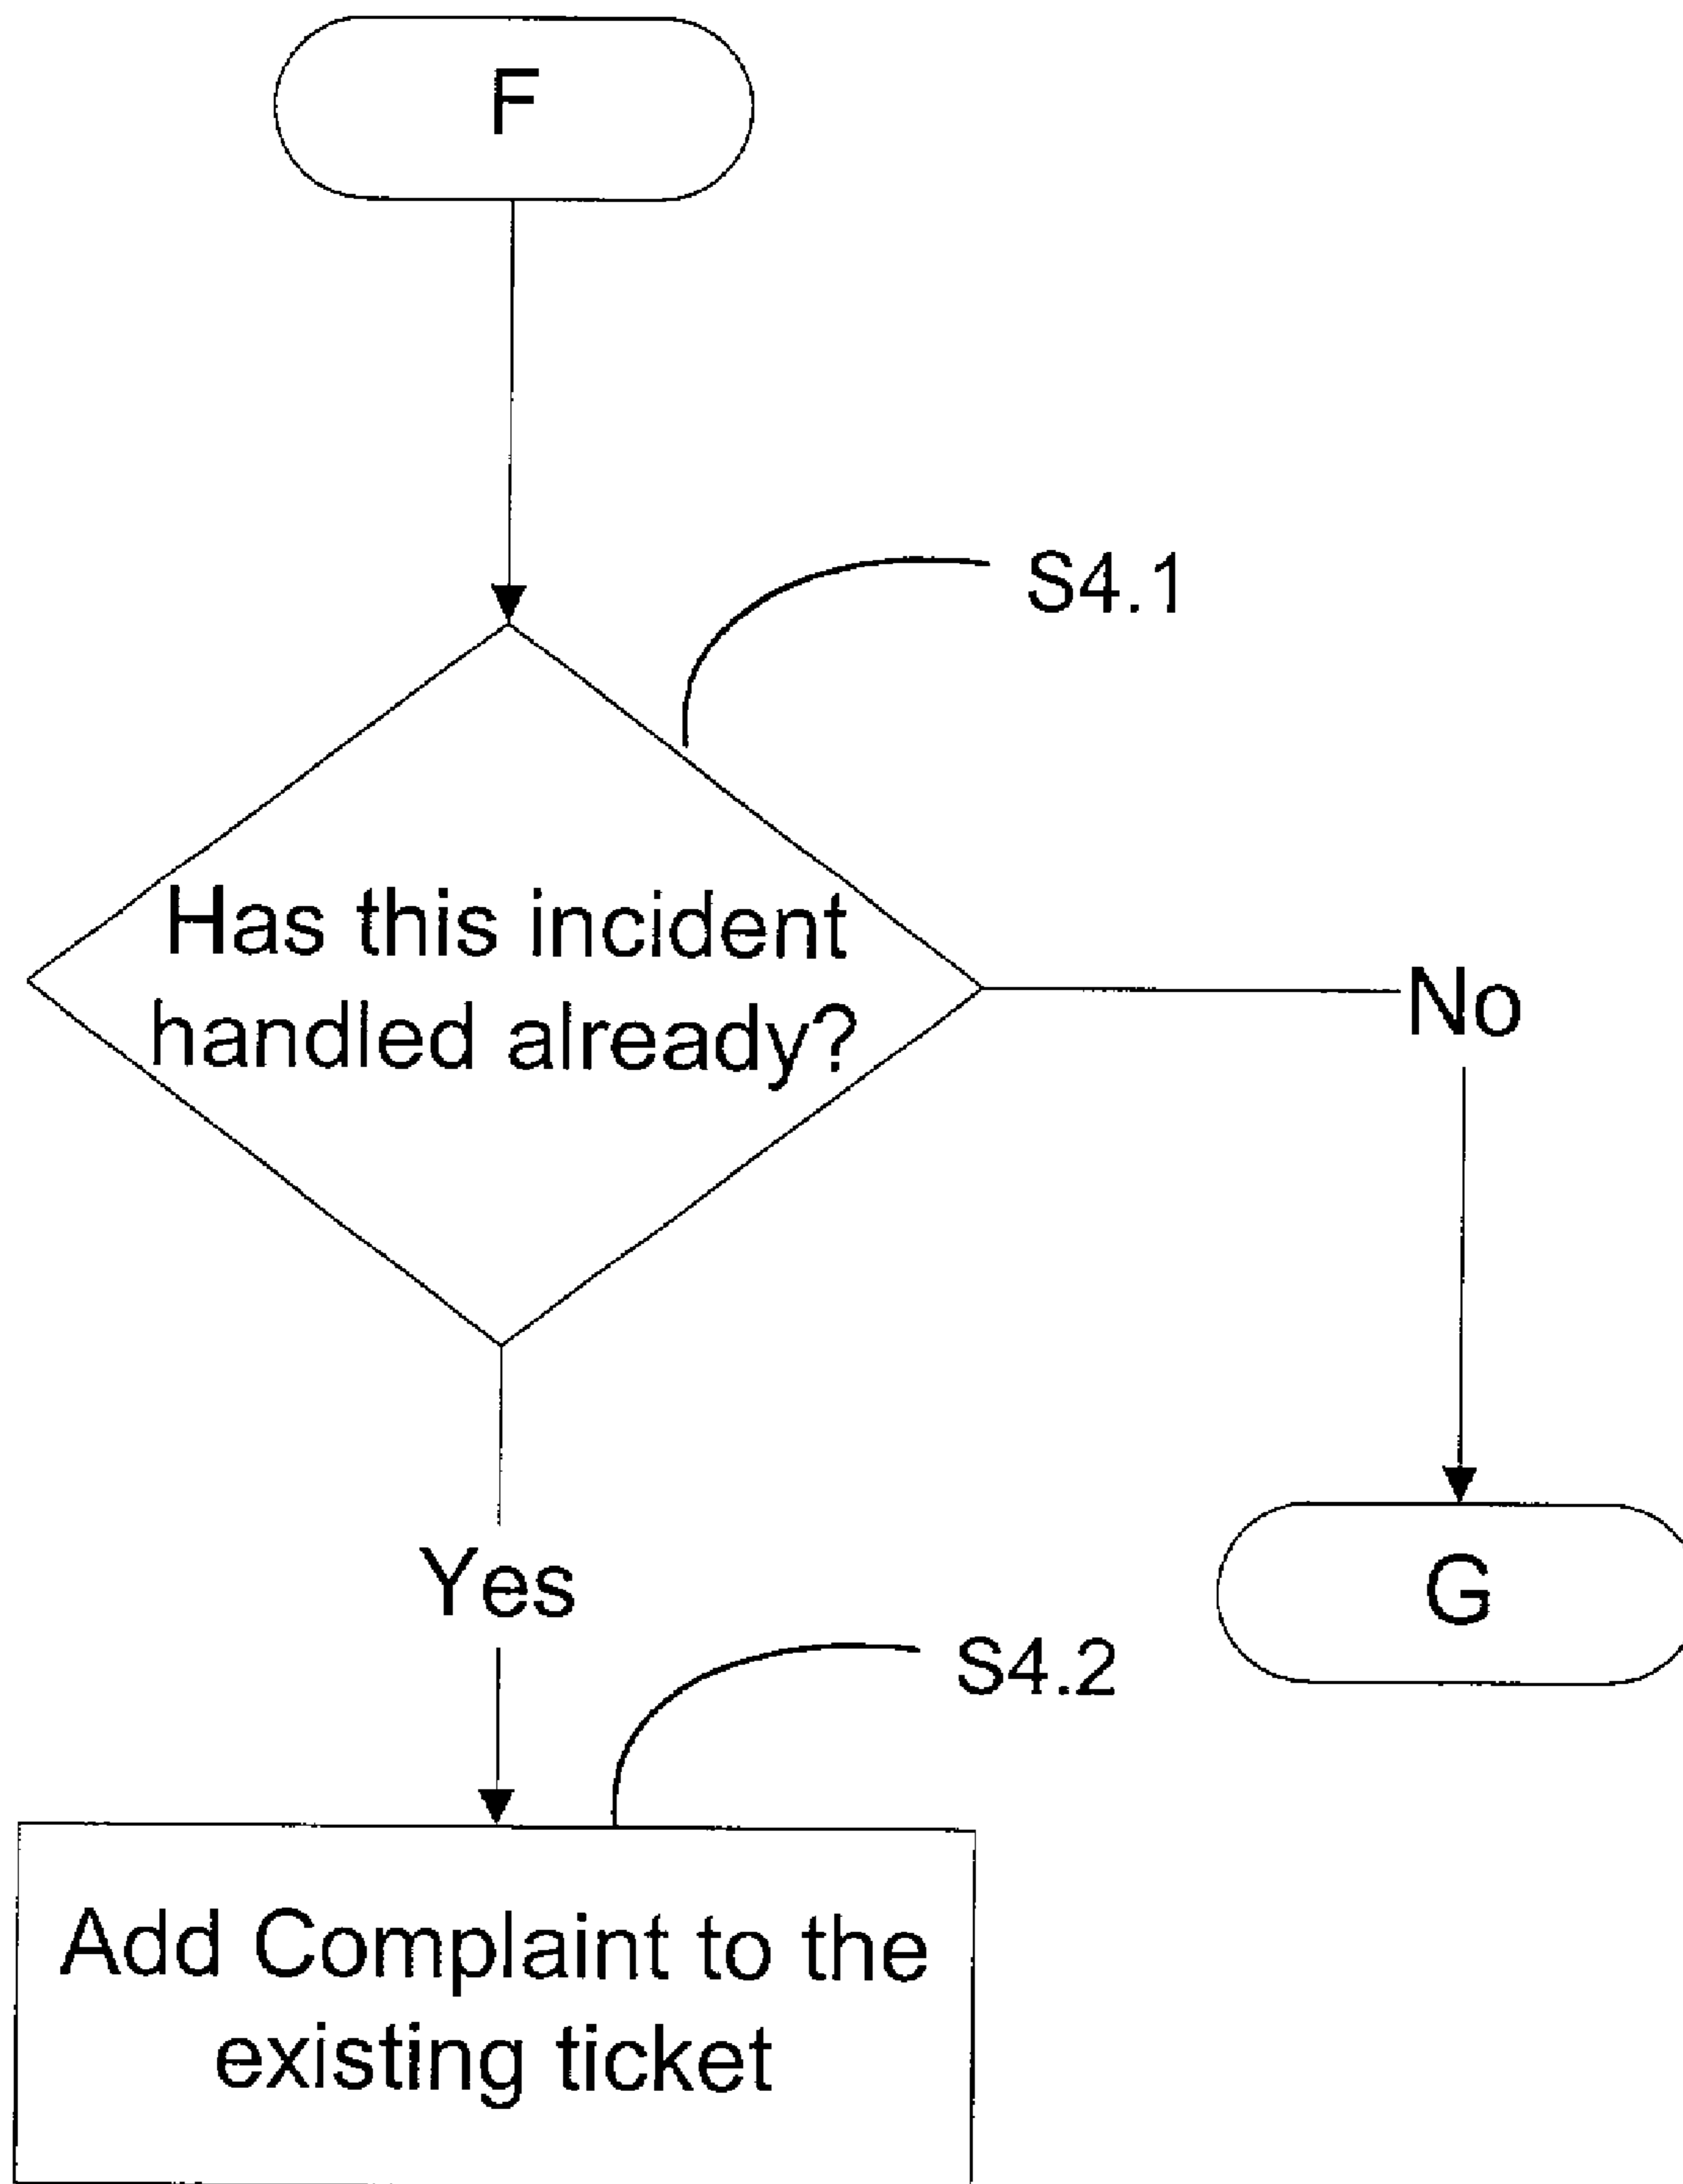 F
S4.1
Has this incident
handled already?
No
Yes
G
S4.2
Add Complaint to the
existing ticket